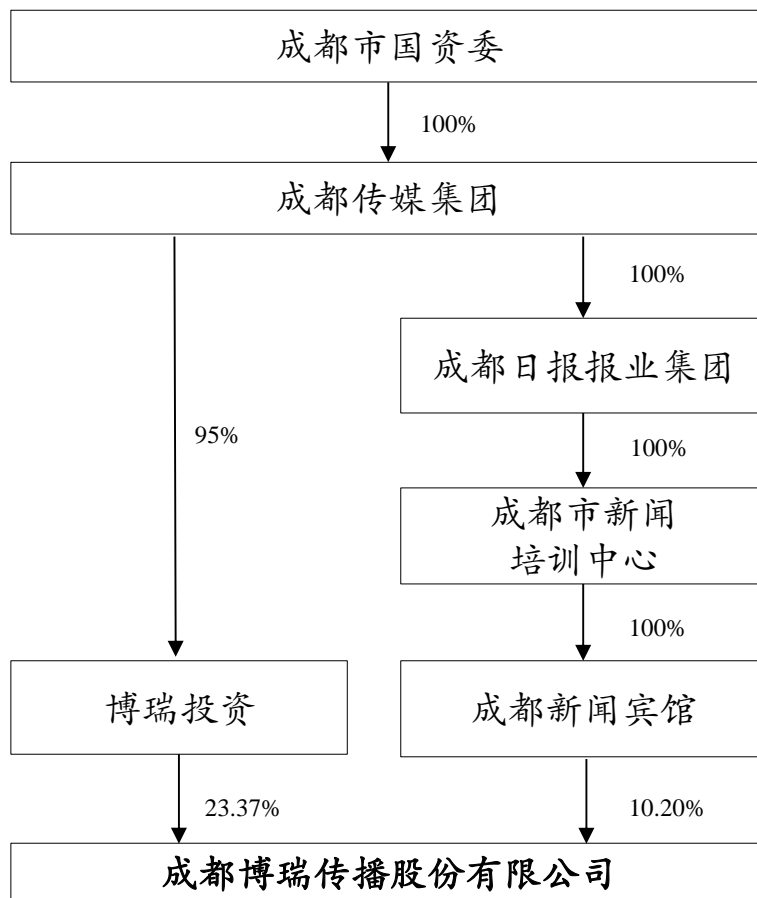 成都市国资委
100%
成都传媒集团
100%
成都日报报业集团
95%
100%
成都市新闻
培训中心
100%
博瑞投资
成都新闻宾馆
23.37%
10.20%
成都博瑞传播股份有限公司